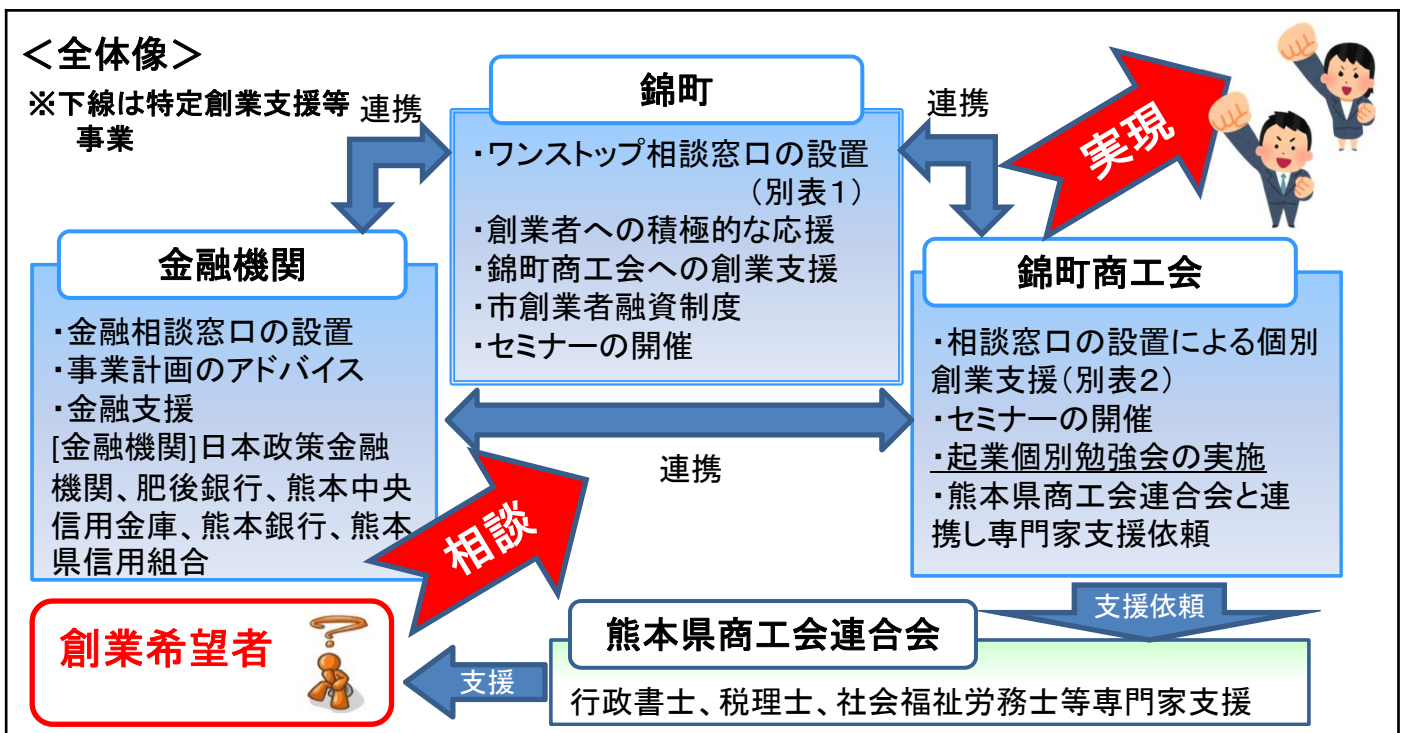 ＜全体像＞
※下線は特定創業支援等
事業
連携
錦町
・ワンストップ相談窓口の設置
（別表１）
・創業者への積極的な応援
・錦町商工会への創業支援
・市創業者融資制度
・セミナーの開催
連携
実現
金融機関
・金融相談窓口の設置
・事業計画のアドバイス
・金融支援
[金融機関]日本政策金融
機関、肥後銀行、熊本中央
信用金庫、熊本銀行、熊本
県信用組合
連携
錦町商工会
・相談窓口の設置による個別
創業支援（別表２）
・セミナーの開催
・起業個別勉強会の実施
・熊本県商工会連合会と連
携し専門家支援依頼
相談
創業希望者
支援
支援依頼
熊本県商工会連合会
行政書士、税理士、社会福祉労務士等専門家支援